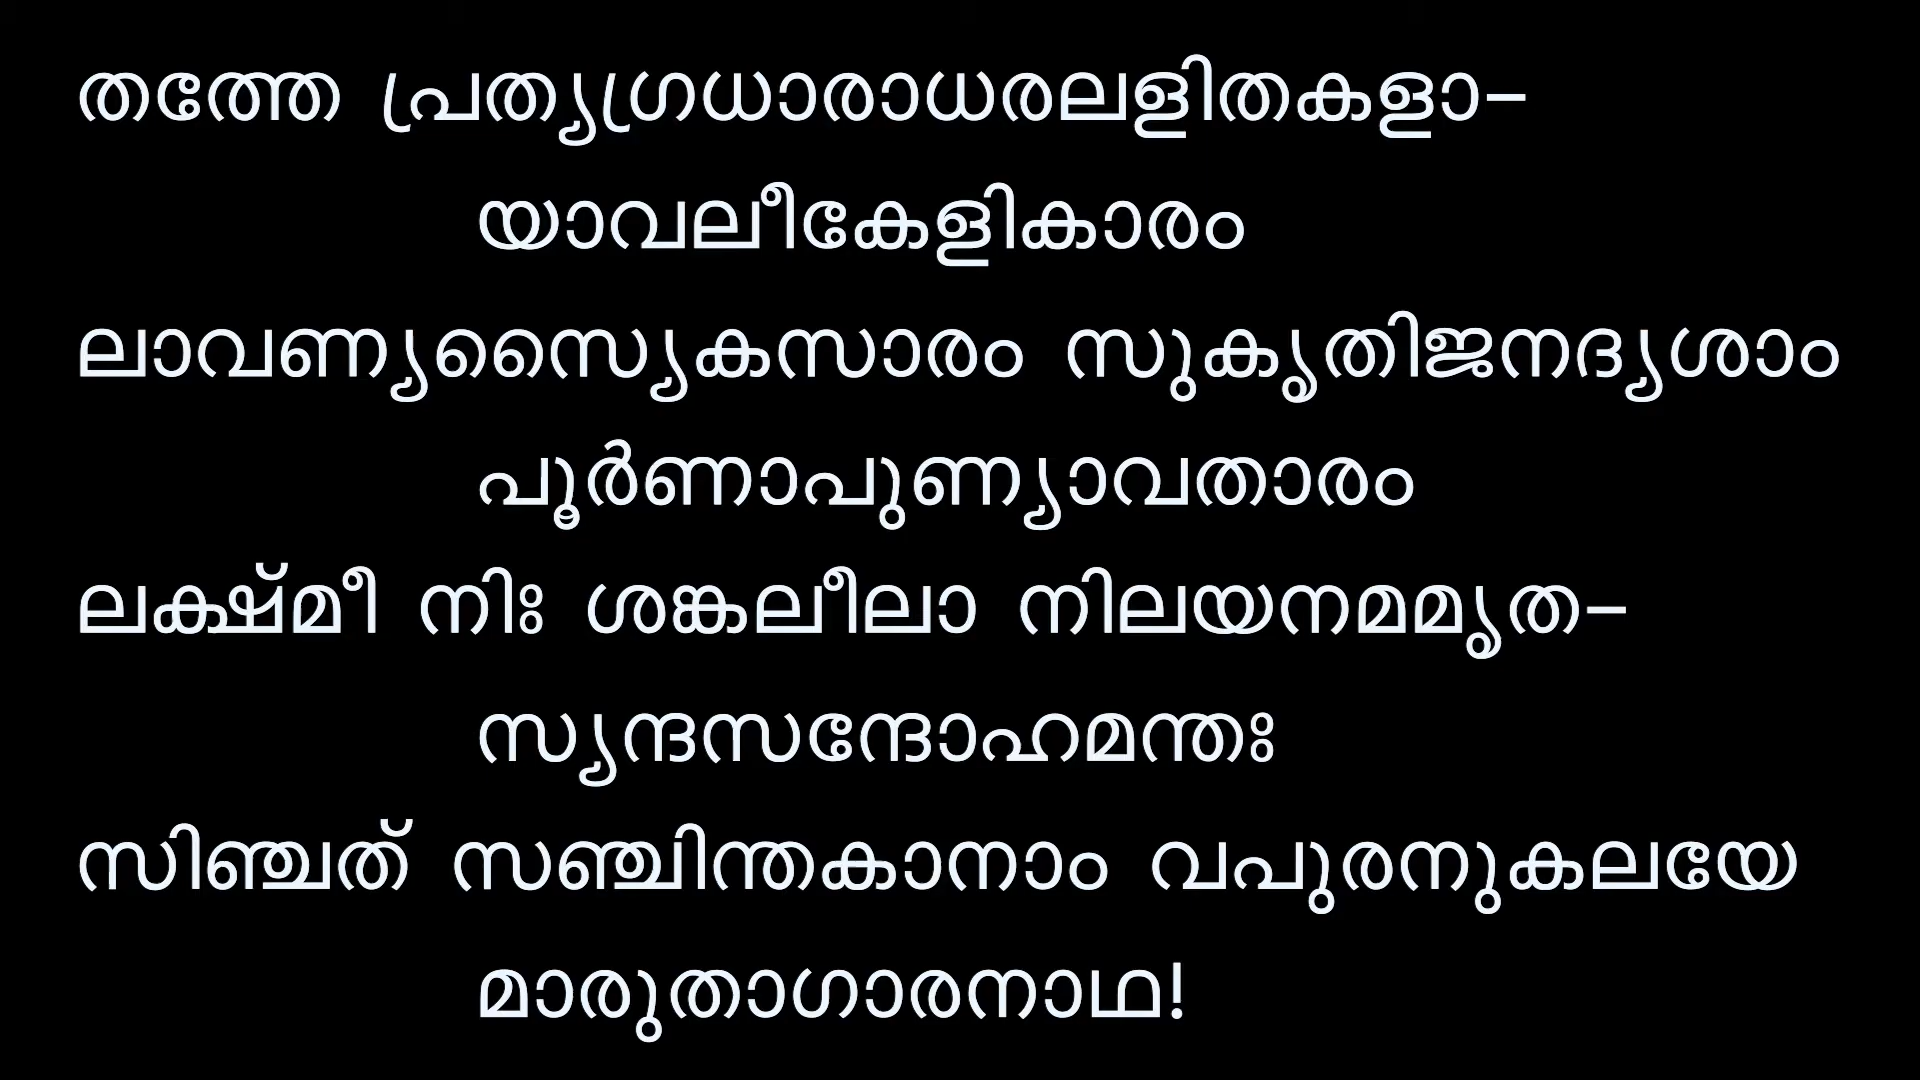 തത്തേ പ്രത്യഗ്രധാരാധരലളിതകളാ–
യാവലീകേളികാരം
ലാവണ്യസ്യൈകസാരം സുകൃതിജനദ്യശാം
പൂർണാപുണ്യാവതാരം
ലക്ഷ്മീ നിഃ ശങ്കലീലാ നിലയനമമൃത–
സ്യന്ദസന്ദോഹമന്തഃ
സിഞ്ചത് സഞ്ചിന്തകാനാം വപുരനുകലയേ
മാരുതാഗാരനാഥ!